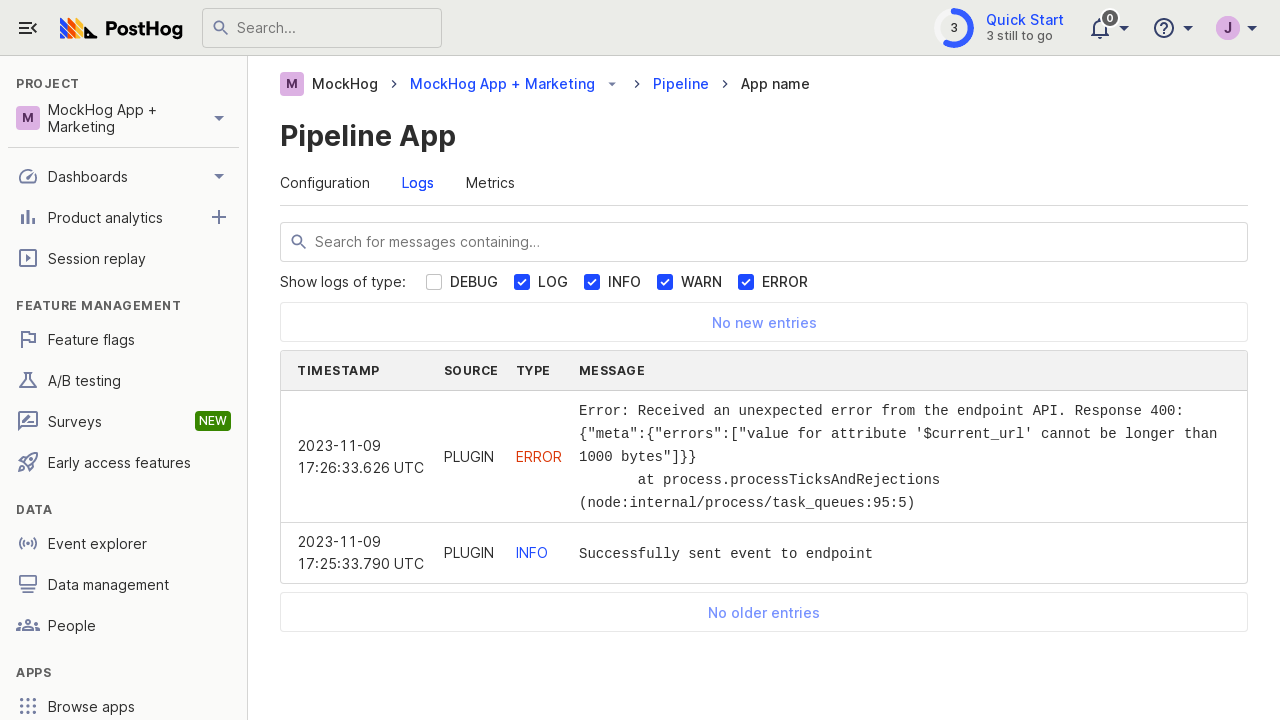 PostHog
Search...
3
Quick Start
3 still to go
0
J
PROJECT
M
MockHog App +
Marketing
Dashboards
Product analytics
Session replay
FEATURE MANAGEMENT
Feature flags
A/B testing
Surveys
NEW
Early access features
DATA
Event explorer
Data management
People
APPS
Browse apps
M MockHog > MockHog App + Marketing > Pipeline > App name
Pipeline App
Configuration Logs Metrics
Search for messages containing...
Show logs of type: DEBUG LOG INFO WARN ERROR
No new entries
TIMESTAMP SOURCE TYPE MESSAGE
2023-11-09
17:26:33.626 UTC
PLUGIN
ERROR
Error: Received an unexpected error from the endpoint API. Response 400:
{"meta":{"errors":["value for attribute '$current_url' cannot be longer than
1000 bytes"]}}
at process.processTicksAndRejections
(node:internal/process/task_queues:95:5)
2023-11-09
17:25:33.790 UTC
PLUGIN
INFO
Successfully sent event to endpoint
No older entries